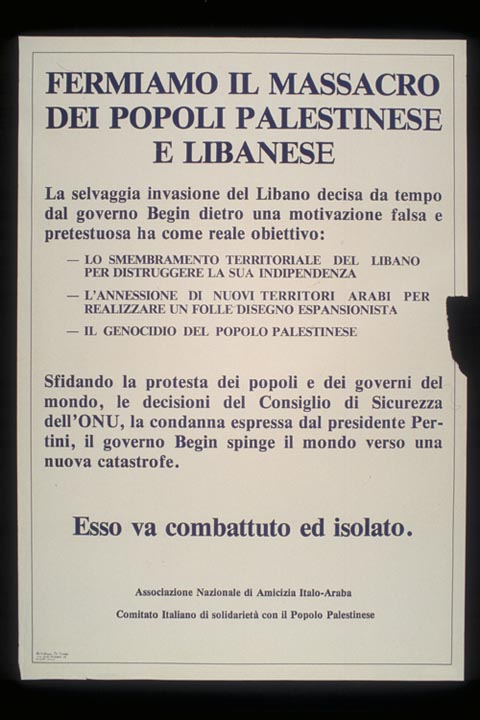 FERMIAMO IL MASSACRO
DEI POPOLI PALESTINESE
E LIBANESE
La selvaggia invasione del Libano decisa da tempo
dal governo Begin dietro una motivazione falsa e
pretestuosa ha come reale obiettivo:
— LO SMEMBRAMENTO TERRITORIALE DEL LIBANO
PER DISTRUGGERE LA SUA INDIPENDENZA
— L'ANNESSIONE DI NUOVI TERRITORI ARABI PER
REALIZZARE UN FOLLE DISEGNO ESPANSIONISTA
— IL GENOCIDIO DEL POPOLO PALESTINESE
Sfidando la protesta dei popoli e dei governi del
mondo, le decisioni del Consiglio di Sicurezza
dell'ONU, la condanna espressa dal presidente Per-
tini, il governo Begin spinge il mondo verso una
nuova catastrofe.
Esso va combattuto ed isolato.
Associazione Nazionale di Amicizia Italo-Araba
Comitato Italiano di solidarietà con il Popolo Palestinese